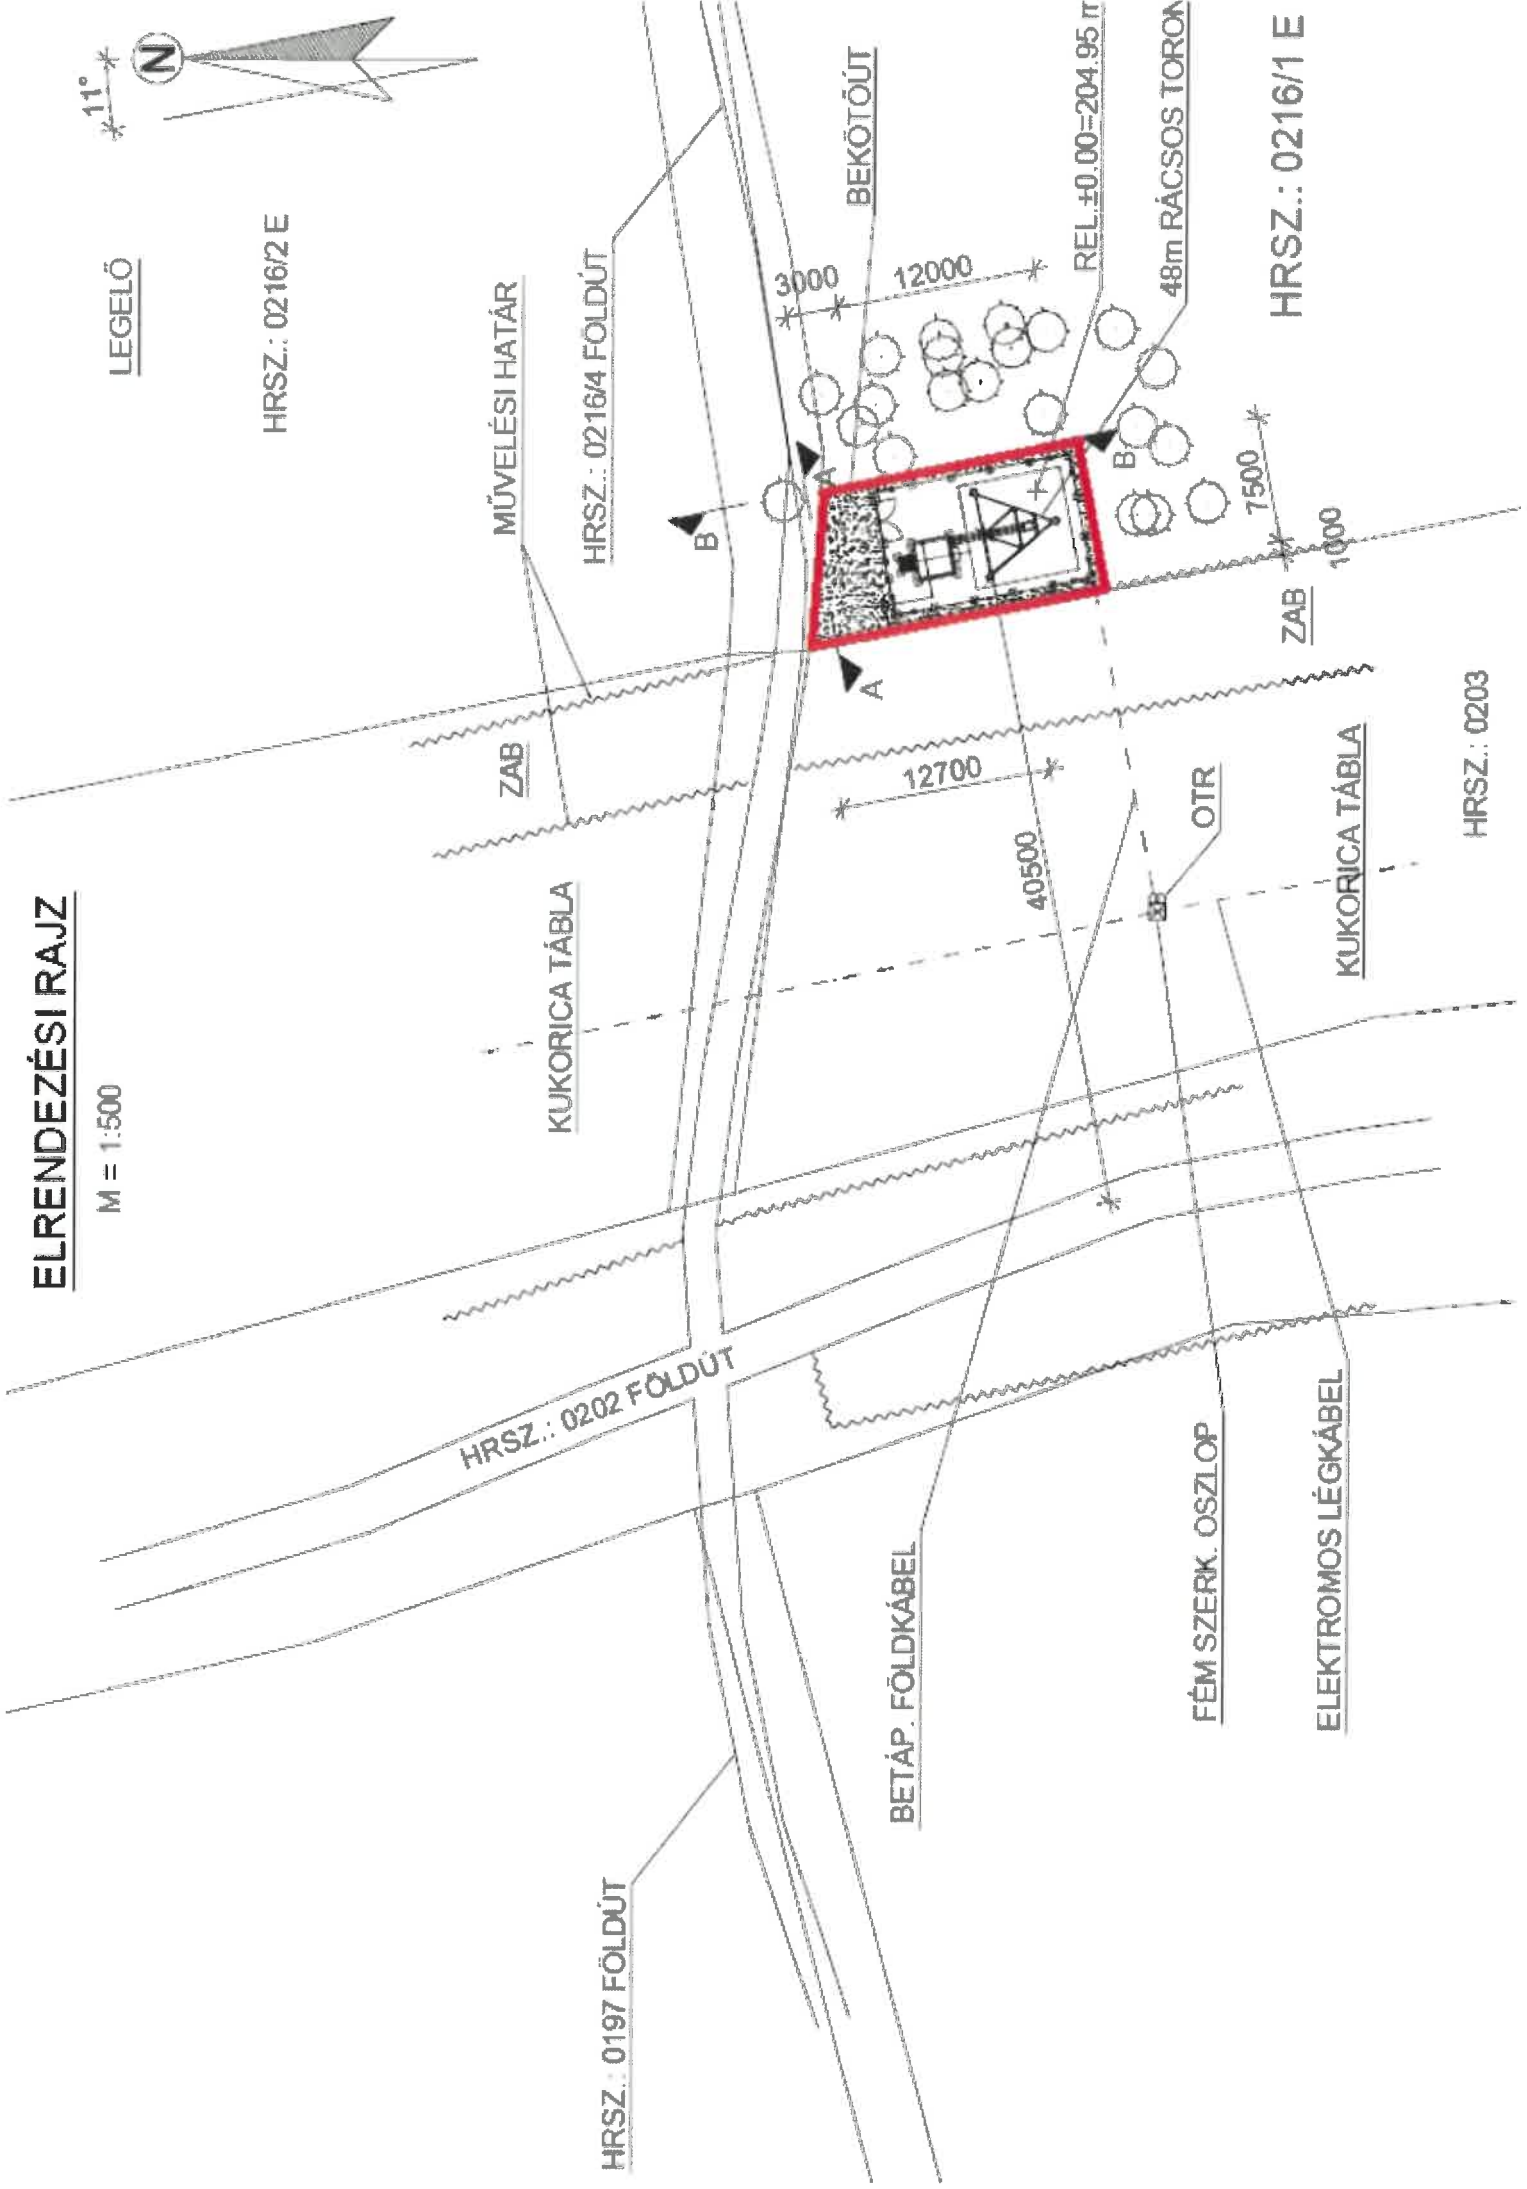 ELRENDEZÉSI RAJZ
M = 1:500
11°
N
LEGELŐ
HRSZ.: 0216/2 E
MŰVELÉSI HATÁR
HRSZ.: 0216/4 FÖLDÚT
ZAB
KUKORICA TÁBLA
HRSZ.: 0202 FÖLDÚT
HRSZ.: 0197 FÖLDÚT
B
A
A
B
3000
12000
BEKÖTŐÚT
REL.±0.00=204.95 m
48m RÁCSOS TORON
HRSZ.: 0216/1 E
7500
1000
ZAB
12700
40500
OTR
KUKORICA TÁBLA
HRSZ.: 0203
BETÁP. FÖLDKÁBEL
FÉM SZERK. OSZLOP
ELEKTROMOS LÉGKÁBEL